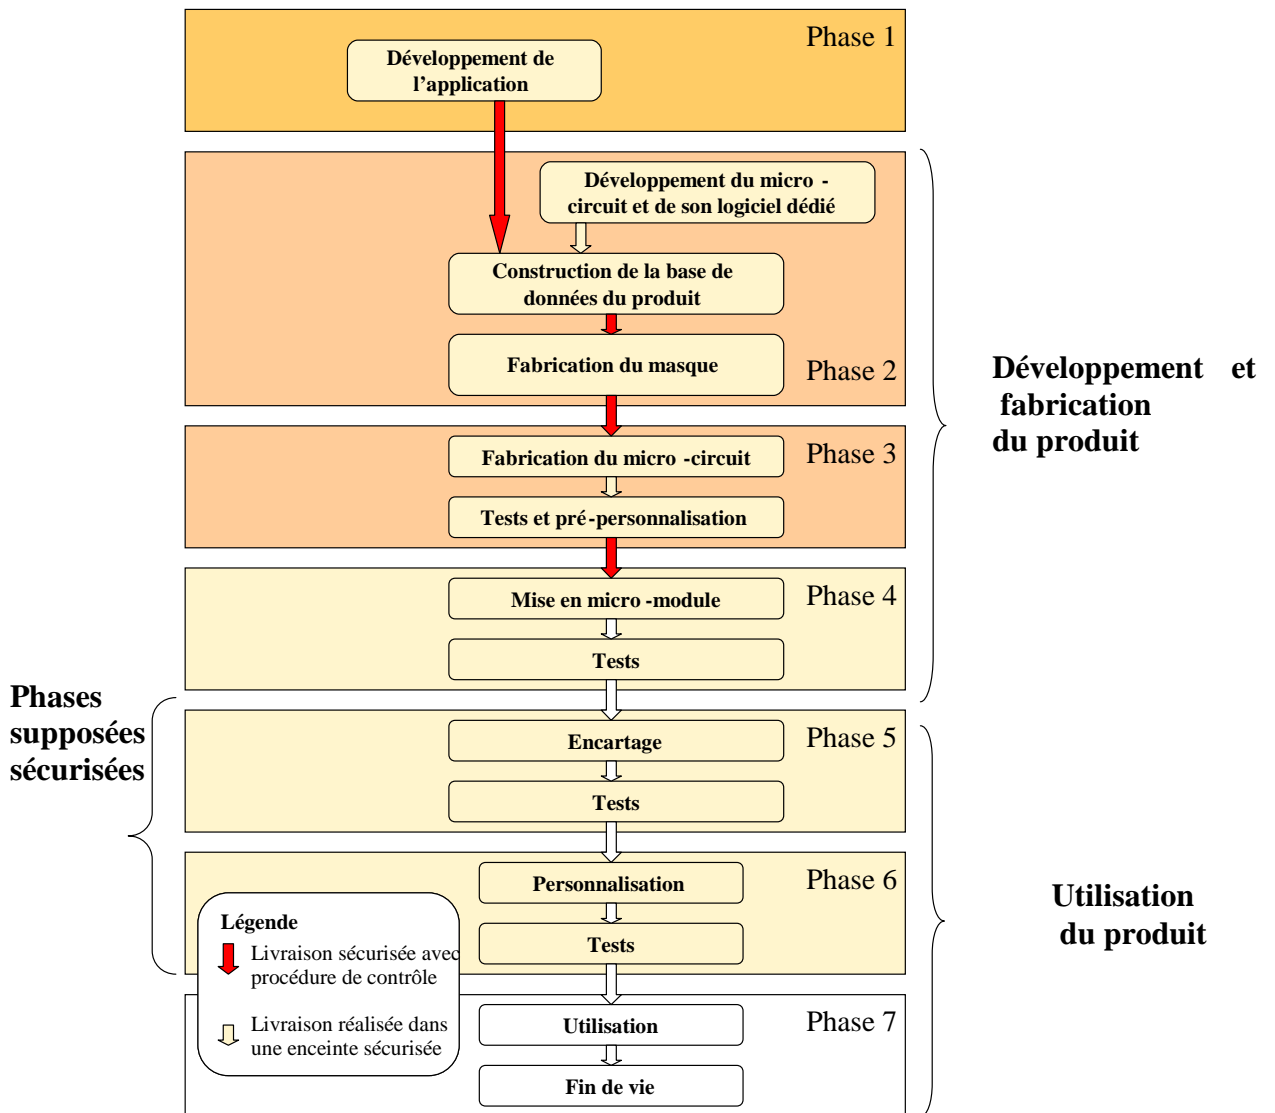 Phase 1
Développement de
l’application
Développement du micro -
circuit et de son logiciel dédié
Construction de la base de
données du produit
Fabrication du masque
Phase 2
Développement et
fabrication
du produit
Phase 3
Fabrication du micro -circuit
Tests et pré-personnalisation
Phase 4
Mise en micro -module
Tests
Phases
supposées
sécurisées
Phase 5
Encartage
Tests
Phase 6
Personnalisation
Tests
Utilisation
du produit
Légende
Livraison sécurisée avec
procédure de contrôle
Livraison réalisée dans
une enceinte sécurisée
Phase 7
Utilisation
Fin de vie